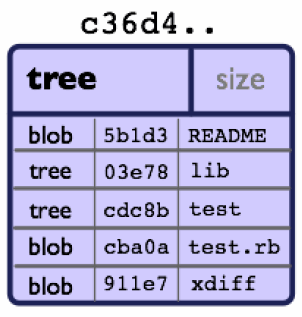 c36d4..
tree size
blob 5b1d3 README
tree 03e78 lib
tree cdc8b test
blob cba0a test.rb
blob 911e7 xdiff